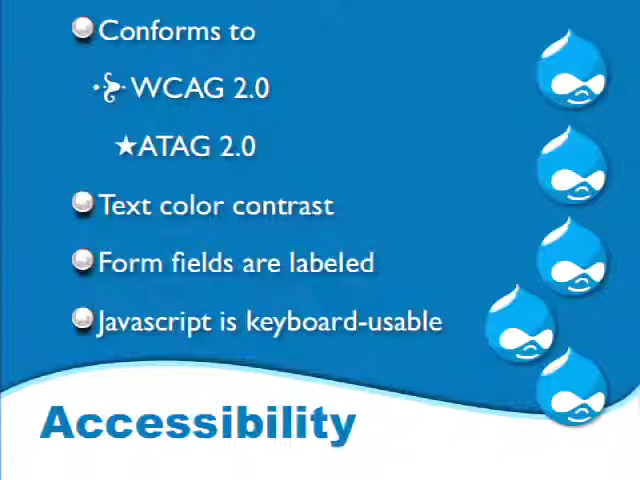 Conforms to
WCAG 2.0
★ATAG 2.0
Text color contrast
Form fields are labeled
Javascript is keyboard-usable
Accessibility